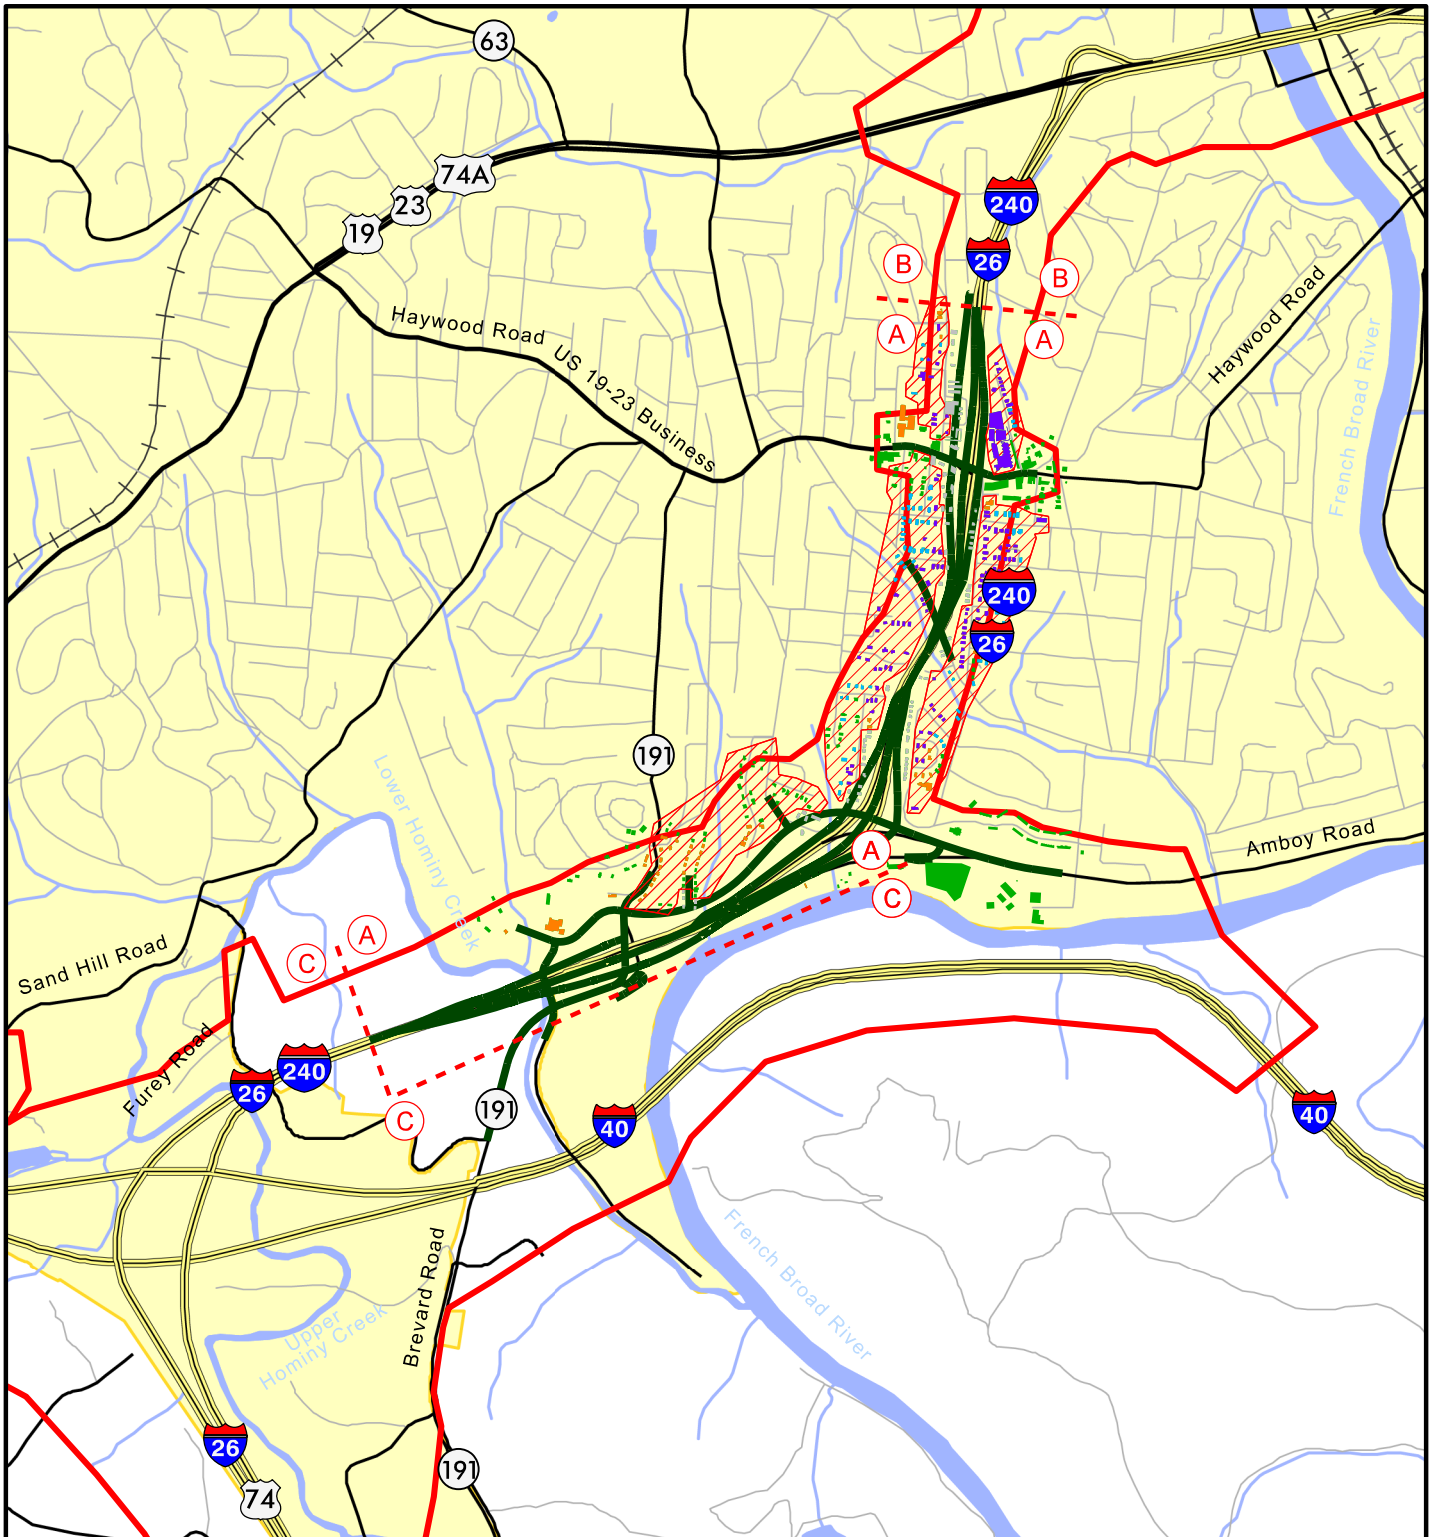 63
74A
23
19
240
26
B
B
A
A
Haywood Road
US 19-23 Business
Haywood Road
French Broad River
240
26
191
Lower Hominy Creek
Amboy Road
A
C
A
C
Sand Hill Road
Furey Road
240
26
C
191
40
40
French Broad River
Brevard Road
Upper
Hominy Creek
26
74
191